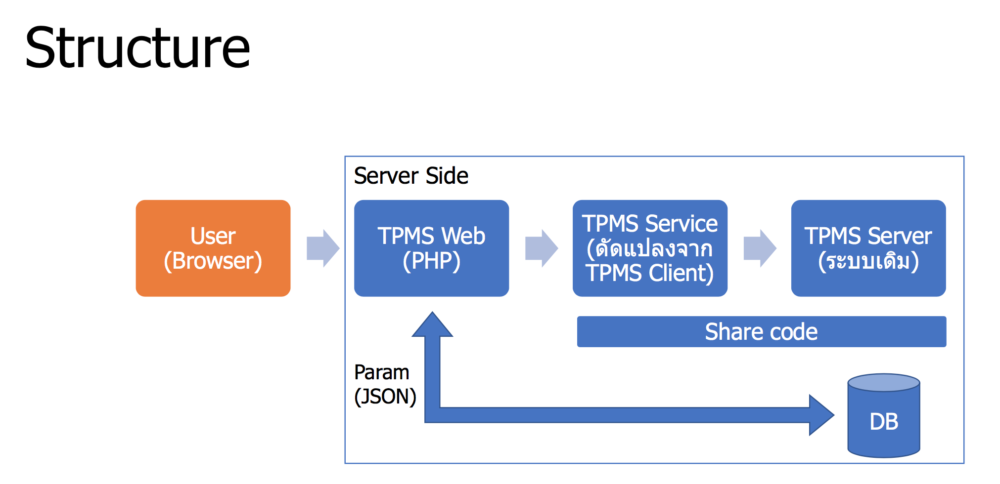 Structure
Server Side
User
(Browser)
TPMS Web
(PHP)
TPMS Service
(ดัดแปลงจาก
TPMS Client)
TPMS Server
(ระบบเดิม)
Share code
Param
(JSON)
DB